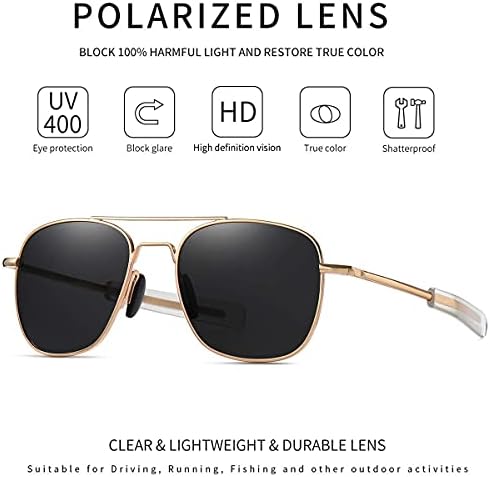 POLARIZED LENS
BLOCK 100% HARMFUL LIGHT AND RESTORE TRUE COLOR
UV
400
HD
Eye protection
Block glare
High definition vision
True color
Shatterproof
CLEAR & LIGHTWEIGHT & DURABLE LENS
Suitable for Driving, Running, Fishing and other outdoor activities